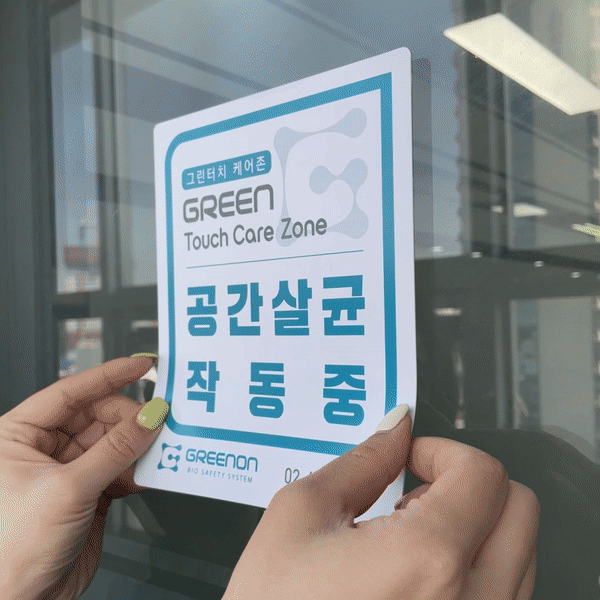 그린터치 케어존
GREEN
Touch Care Zone
공간살균
작동중
GREENON
BIO SAFETY SYSTEM
02